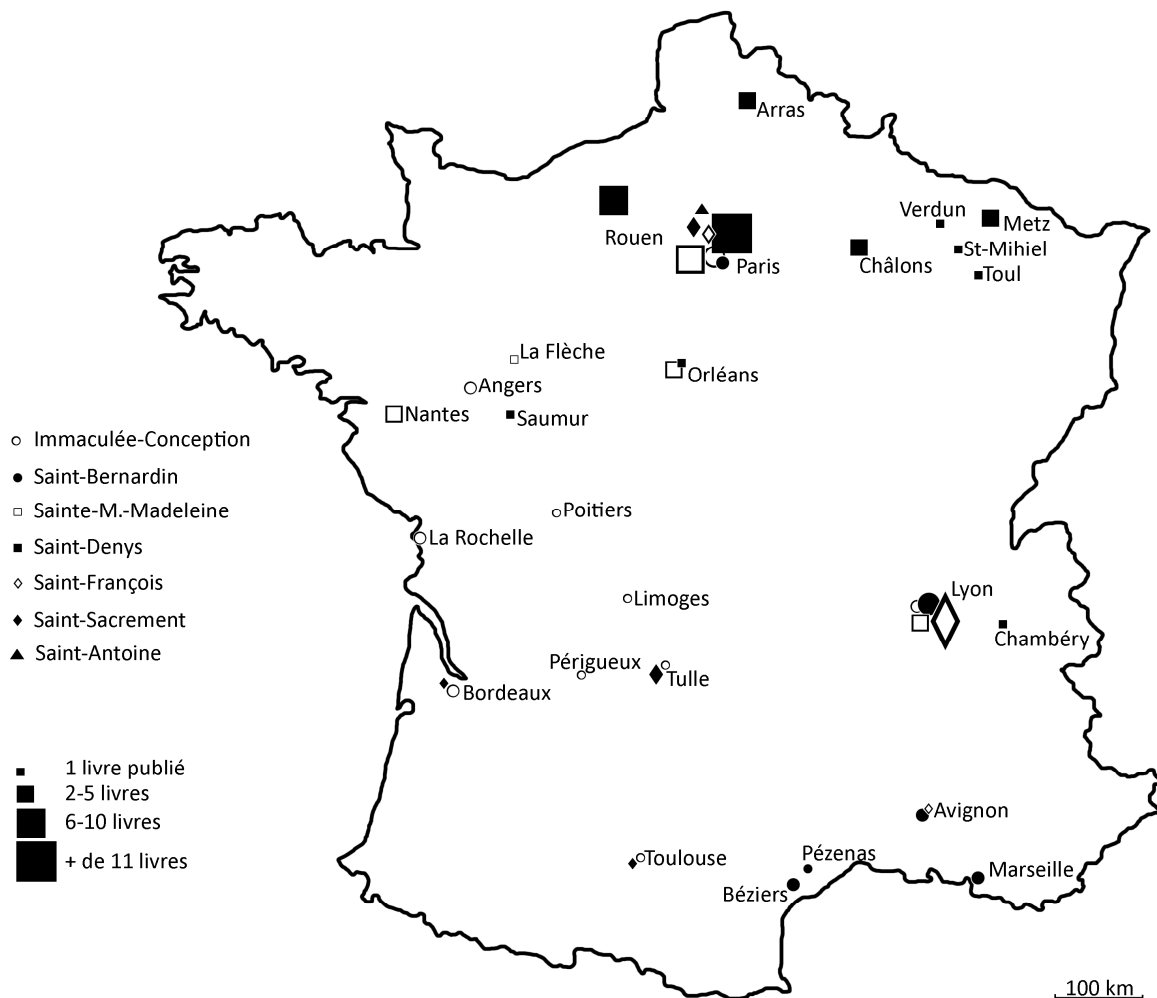 Arras
Verdun
Metz
Rouen
St-Mihiel
Paris
Châlons
Toul
La Flèche
Orléans
Angers
Nantes
Saumur
Immaculée-Conception
Saint-Bernardin
Sainte-M.-Madeleine
Saint-Denys
Saint-François
Saint-Sacrement
Saint-Antoine
Poitiers
La Rochelle
Lyon
Limoges
Chambéry
Périgueux
Tulle
Bordeaux
1 livre publié
2-5 livres
6-10 livres
+ de 11 livres
Avignon
Toulouse
Pézenas
Marseille
Béziers
100 km